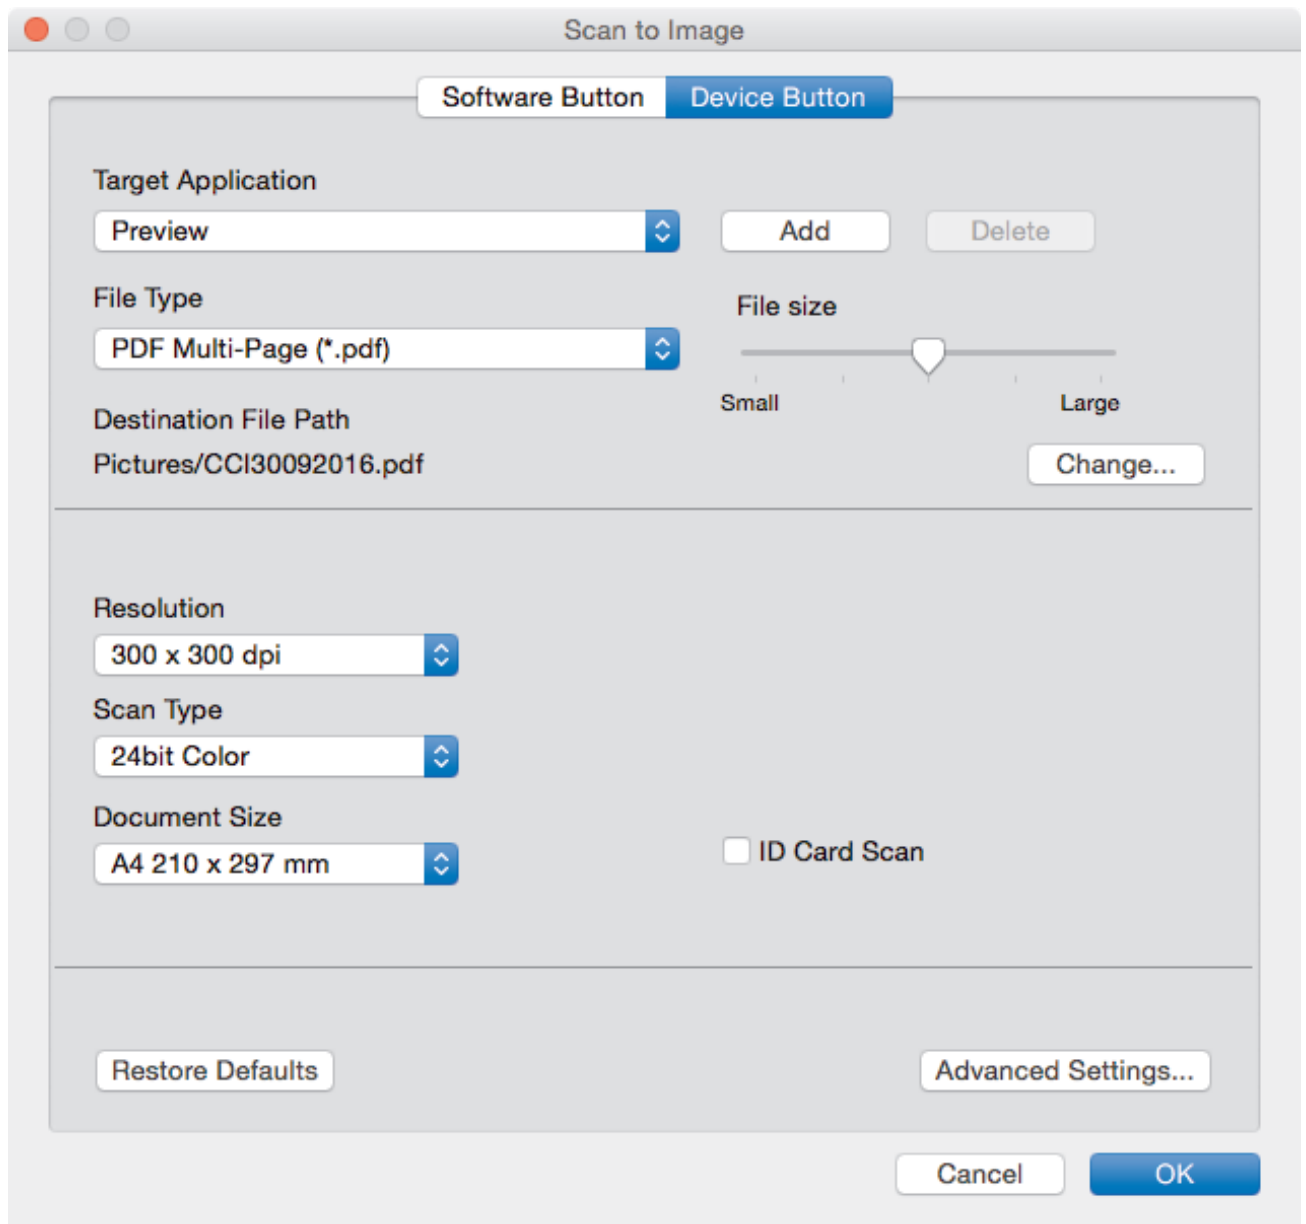 Scan to Image
Software Button
Device Button
Target Application
Preview
Add
Delete
File Type
File size
PDF Multi-Page (*.pdf)
Small
Large
Destination File Path
Pictures/CCI30092016.pdf
Change...
Resolution
300 x 300 dpi
Scan Type
24bit Color
Document Size
A4 210 x 297 mm
ID Card Scan
Restore Defaults
Advanced Settings...
Cancel
OK